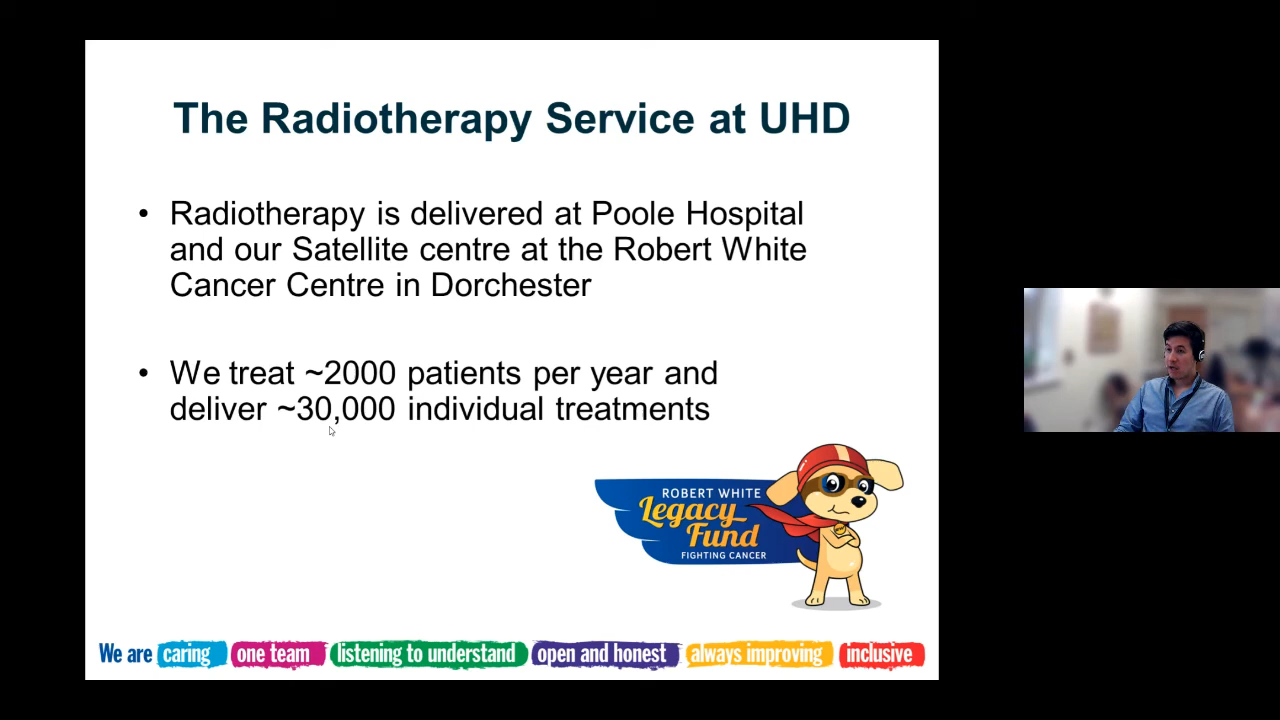 The Radiotherapy Service at UHD
• Radiotherapy is delivered at Poole Hospital
and our Satellite centre at the Robert White
Cancer Centre in Dorchester
• We treat ~2000 patients per year and
deliver ~30,000 individual treatments
ROBERT WHITE
Legacy
Fund
FIGHTING CANCER
We are caring one team listening to understand open and honest always improving inclusive